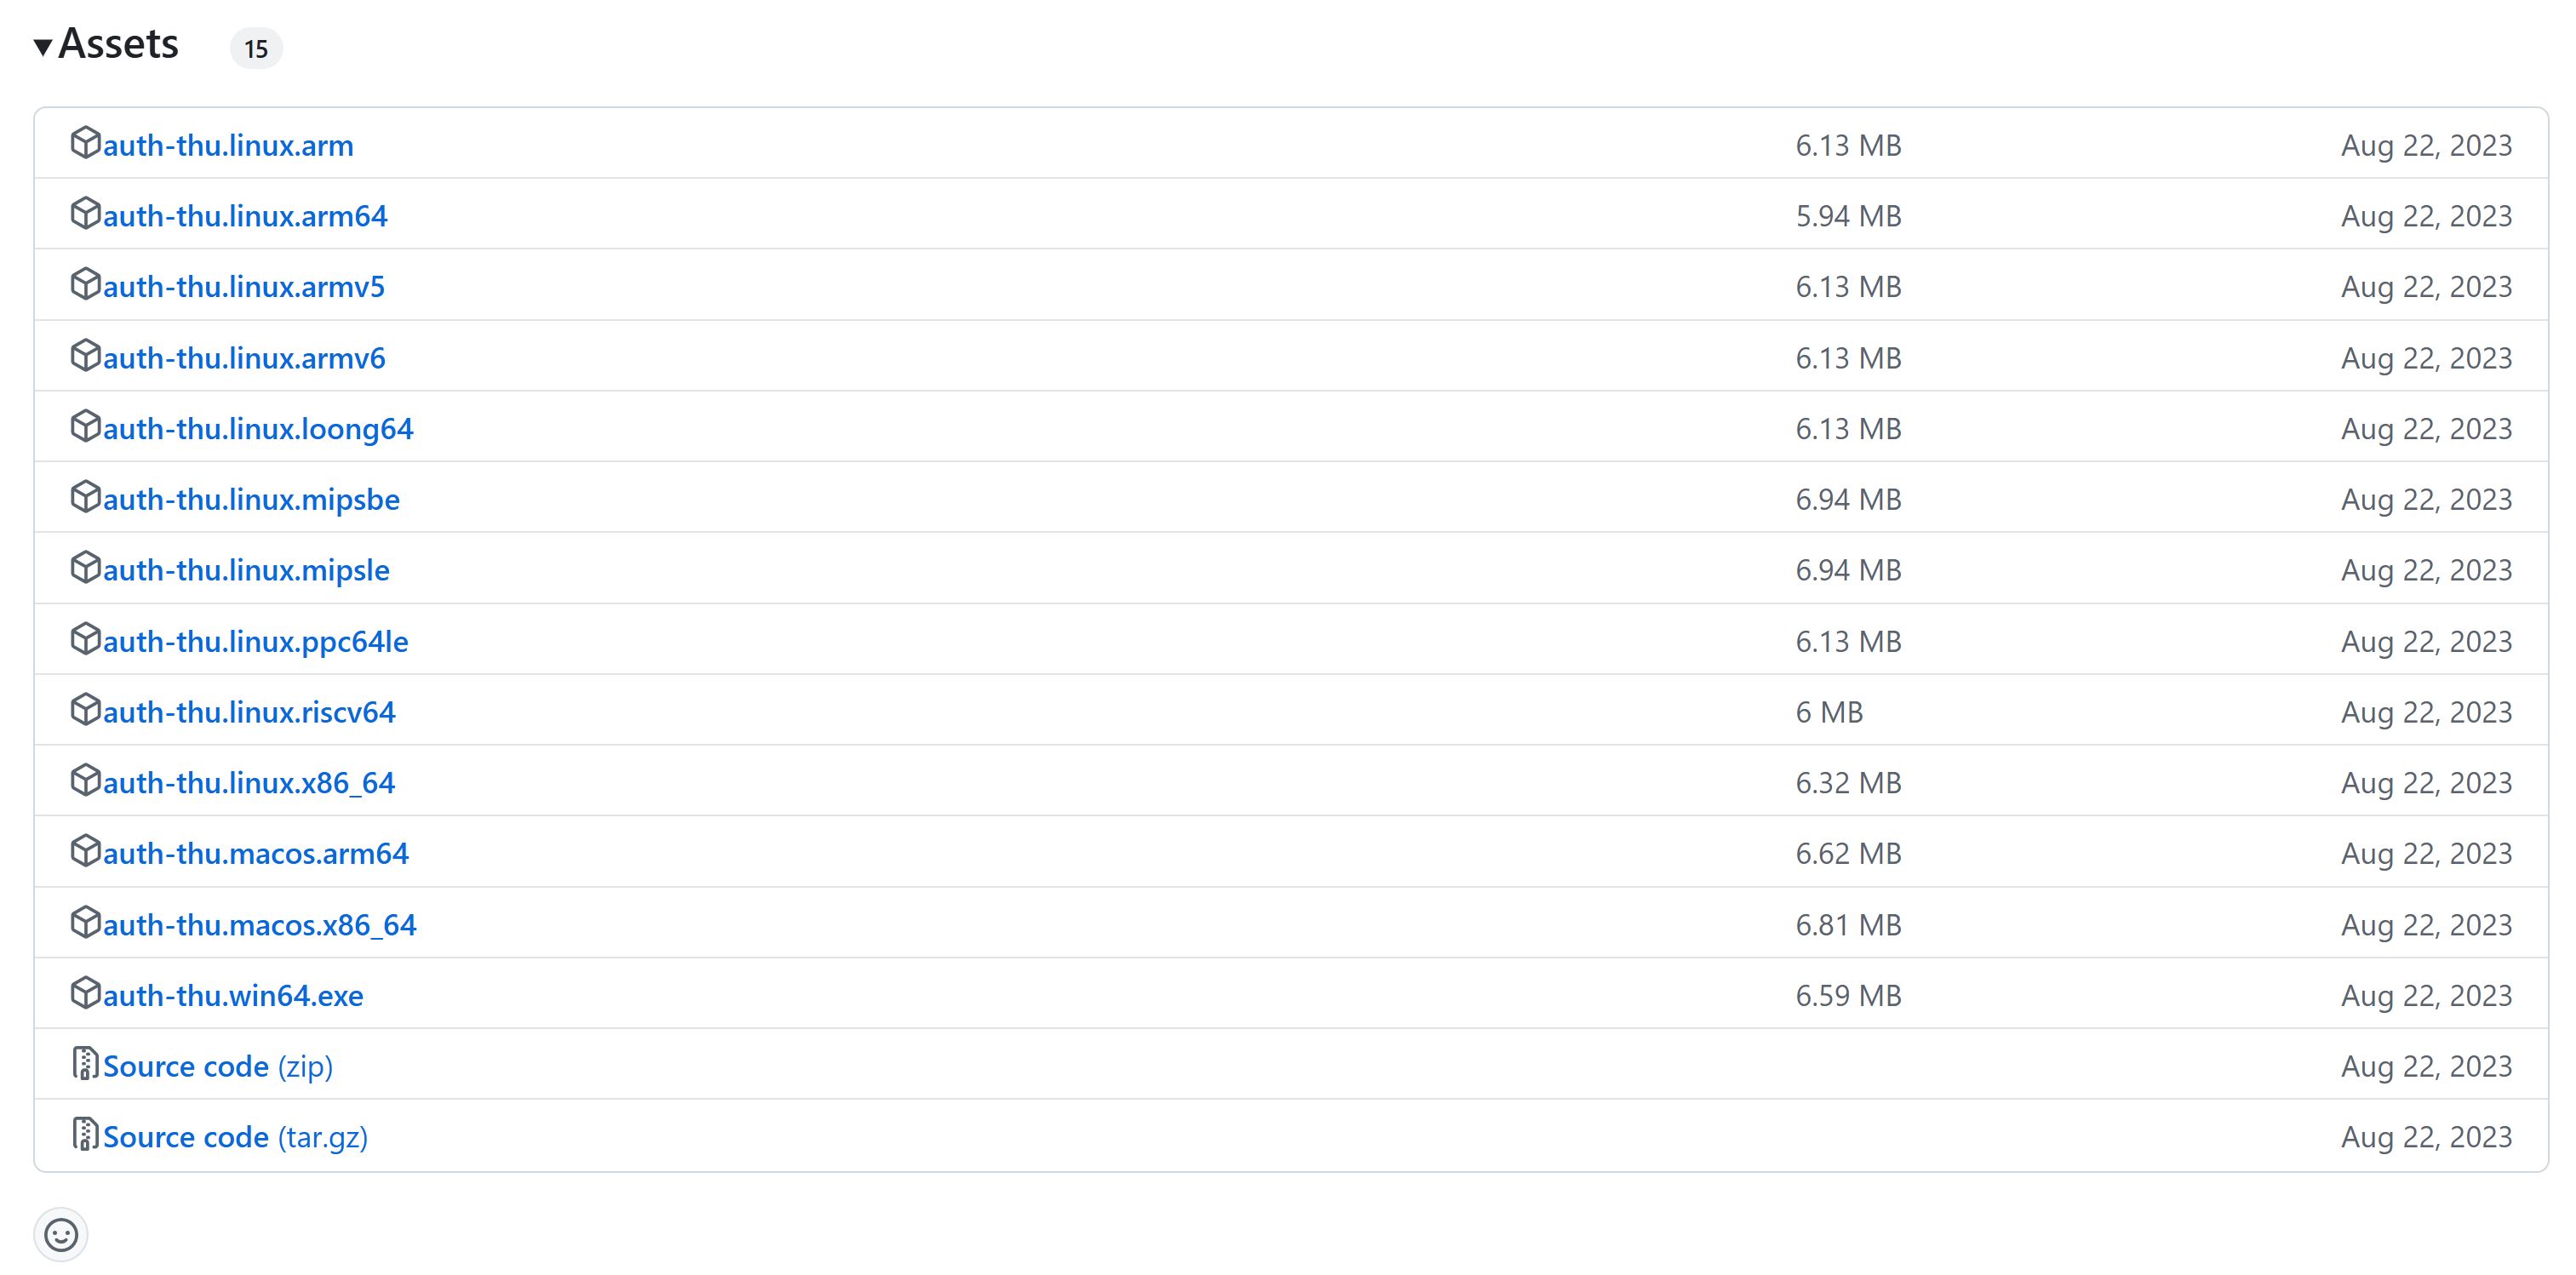 Assets 15
auth-thu.linux.arm 6.13 MB Aug 22, 2023
auth-thu.linux.arm64 5.94 MB Aug 22, 2023
auth-thu.linux.armv5 6.13 MB Aug 22, 2023
auth-thu.linux.armv6 6.13 MB Aug 22, 2023
auth-thu.linux.loong64 6.13 MB Aug 22, 2023
auth-thu.linux.mipsbe 6.94 MB Aug 22, 2023
auth-thu.linux.mipsle 6.94 MB Aug 22, 2023
auth-thu.linux.ppc64le 6.13 MB Aug 22, 2023
auth-thu.linux.riscv64 6 MB Aug 22, 2023
auth-thu.linux.x86_64 6.32 MB Aug 22, 2023
auth-thu.macos.arm64 6.62 MB Aug 22, 2023
auth-thu.macos.x86_64 6.81 MB Aug 22, 2023
auth-thu.win64.exe 6.59 MB Aug 22, 2023
Source code (zip) Aug 22, 2023
Source code (tar.gz) Aug 22, 2023